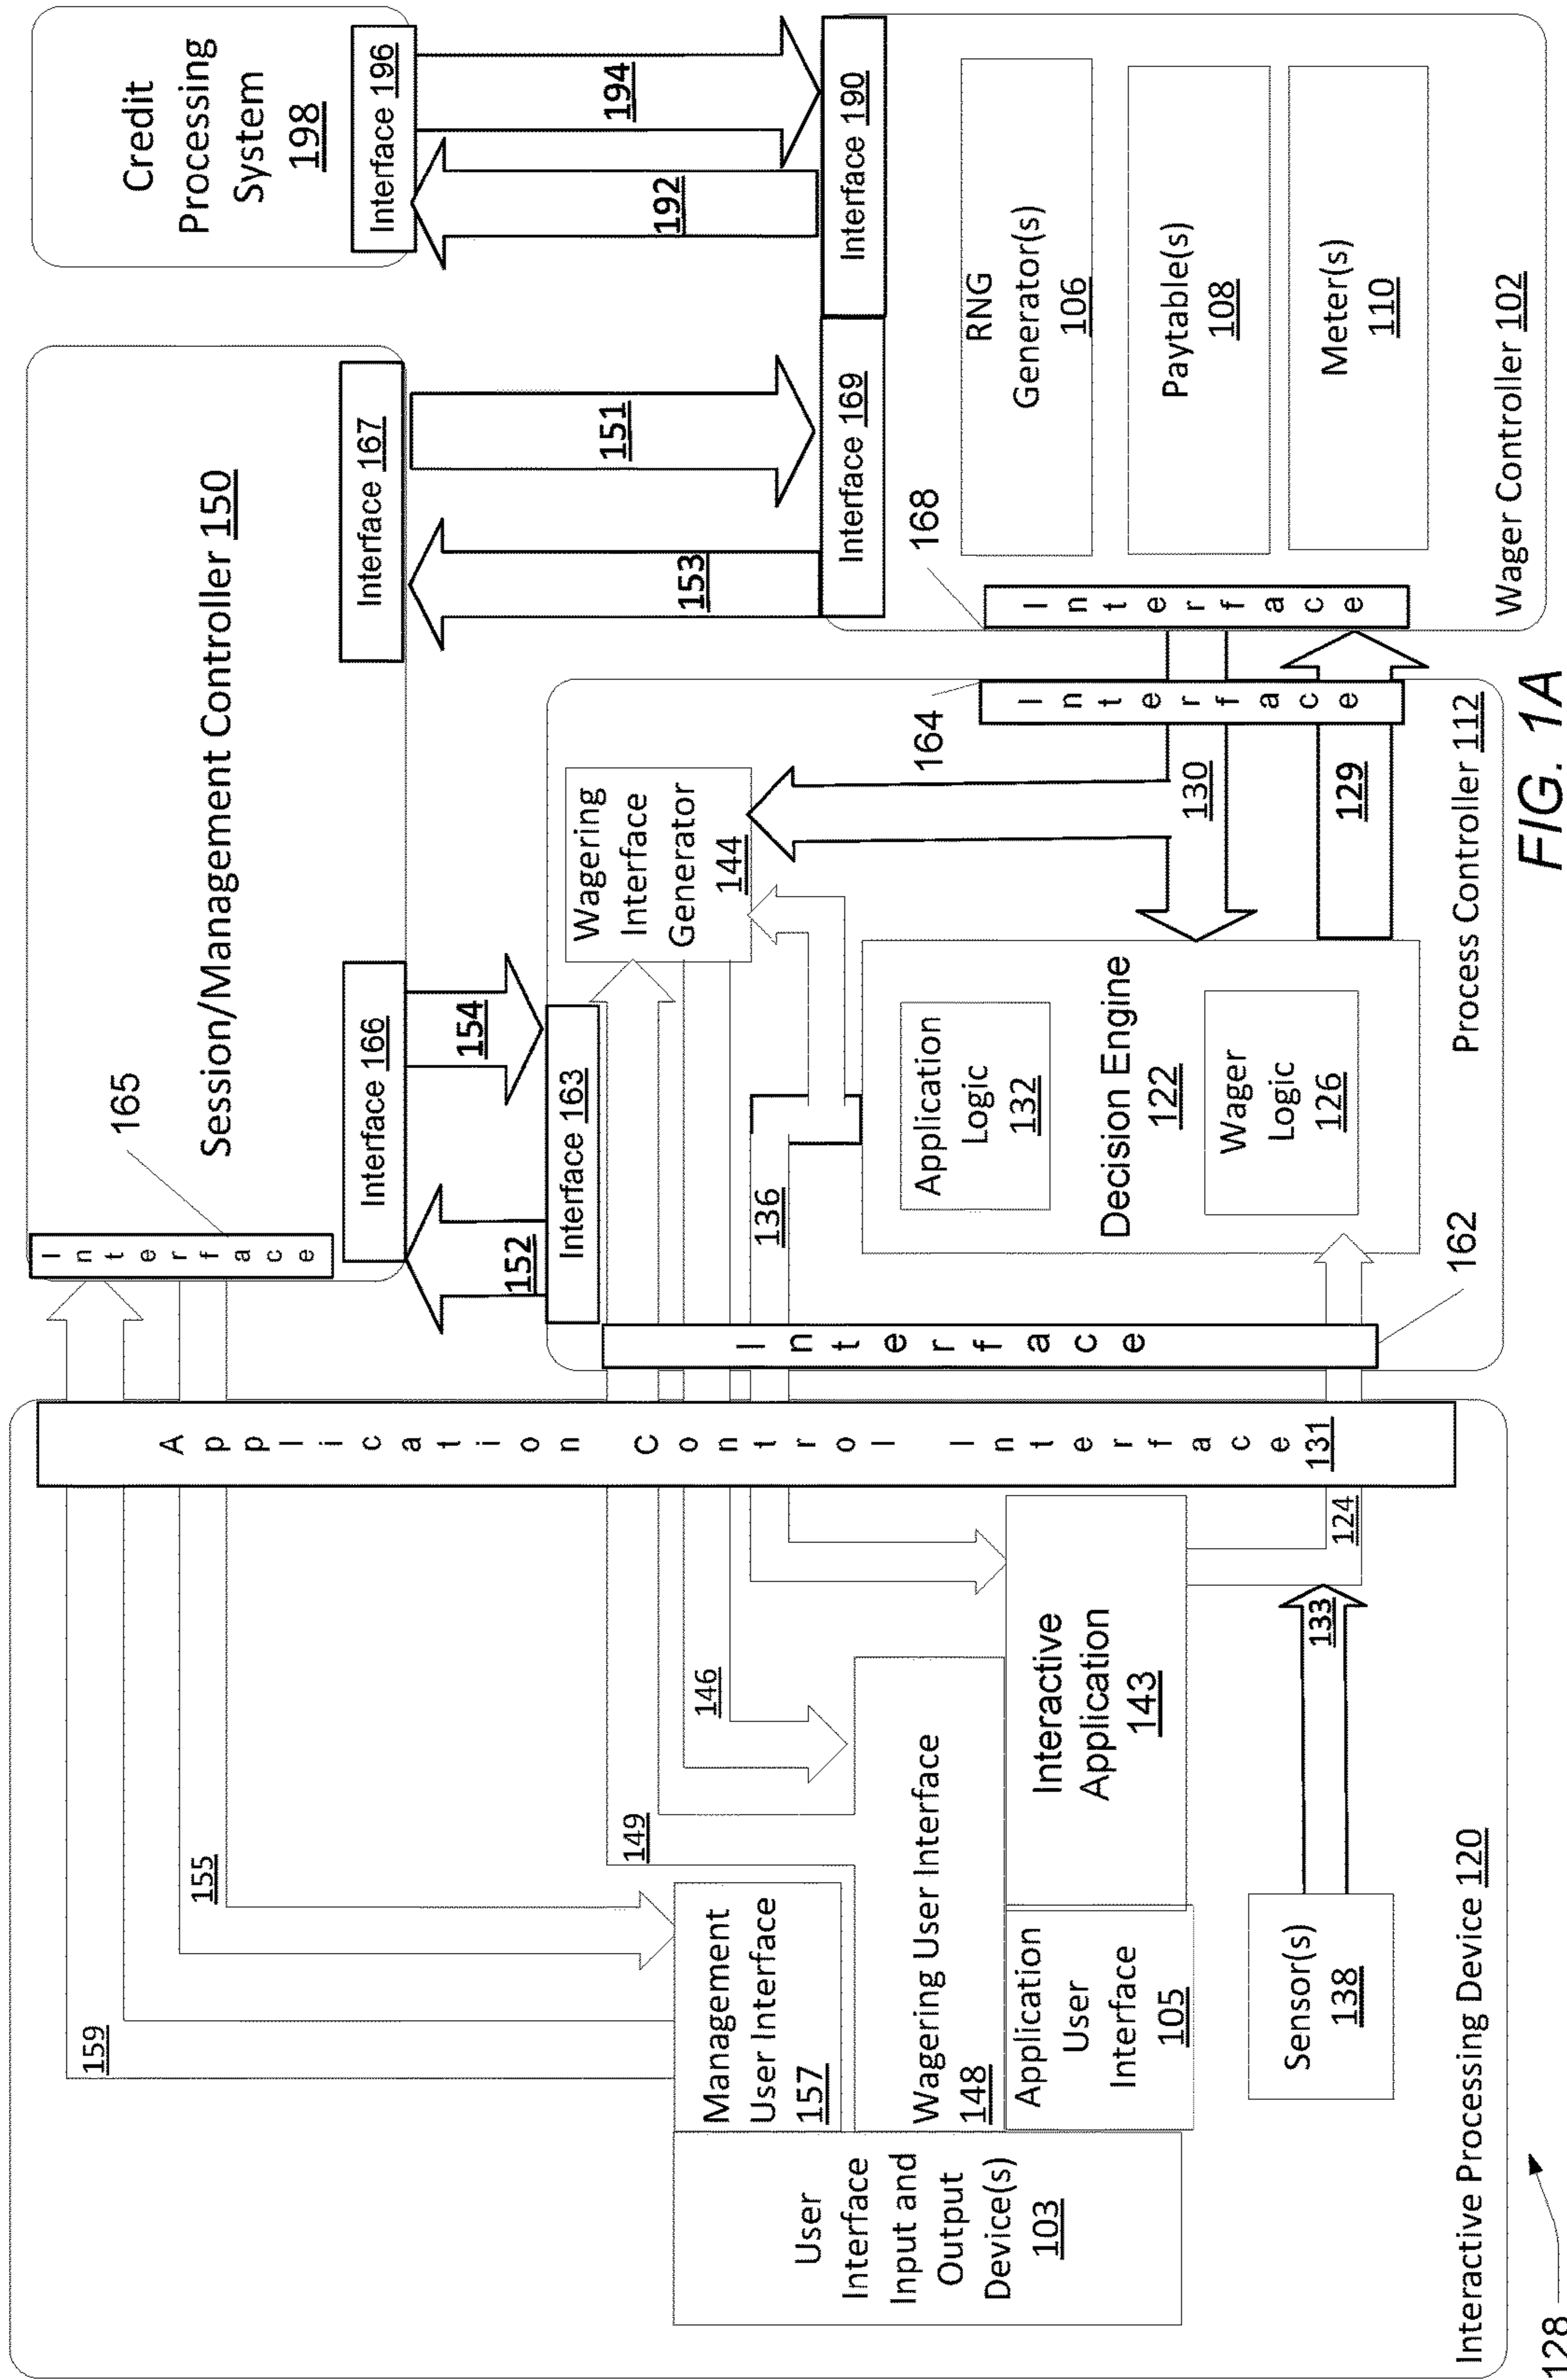 Interactive Processing Device 120
User
Interface
Input and
Output
Device(s)
103
Management
User Interface
157
Wagering User Interface
148
Application
User
Interface
105
Interactive
Application
143
Sensor(s)
138
159
155
149
146
133
124
Application Control Interface 131
Session/Management Controller 150
Interface
165
Interface 166
Interface 167
152
154
153
151
Process Controller 112
Interface
162
Interface 163
Interface
164
136
Wagering
Interface
Generator
144
Application
Logic
132
Decision Engine
122
Wager
Logic
126
130
129
Credit
Processing
System
198
Interface 196
192
194
Wager Controller 102
Interface 169
Interface 190
Interface
168
RNG
Generator(s)
106
Paytable(s)
108
Meter(s)
110
128
FIG. 1A